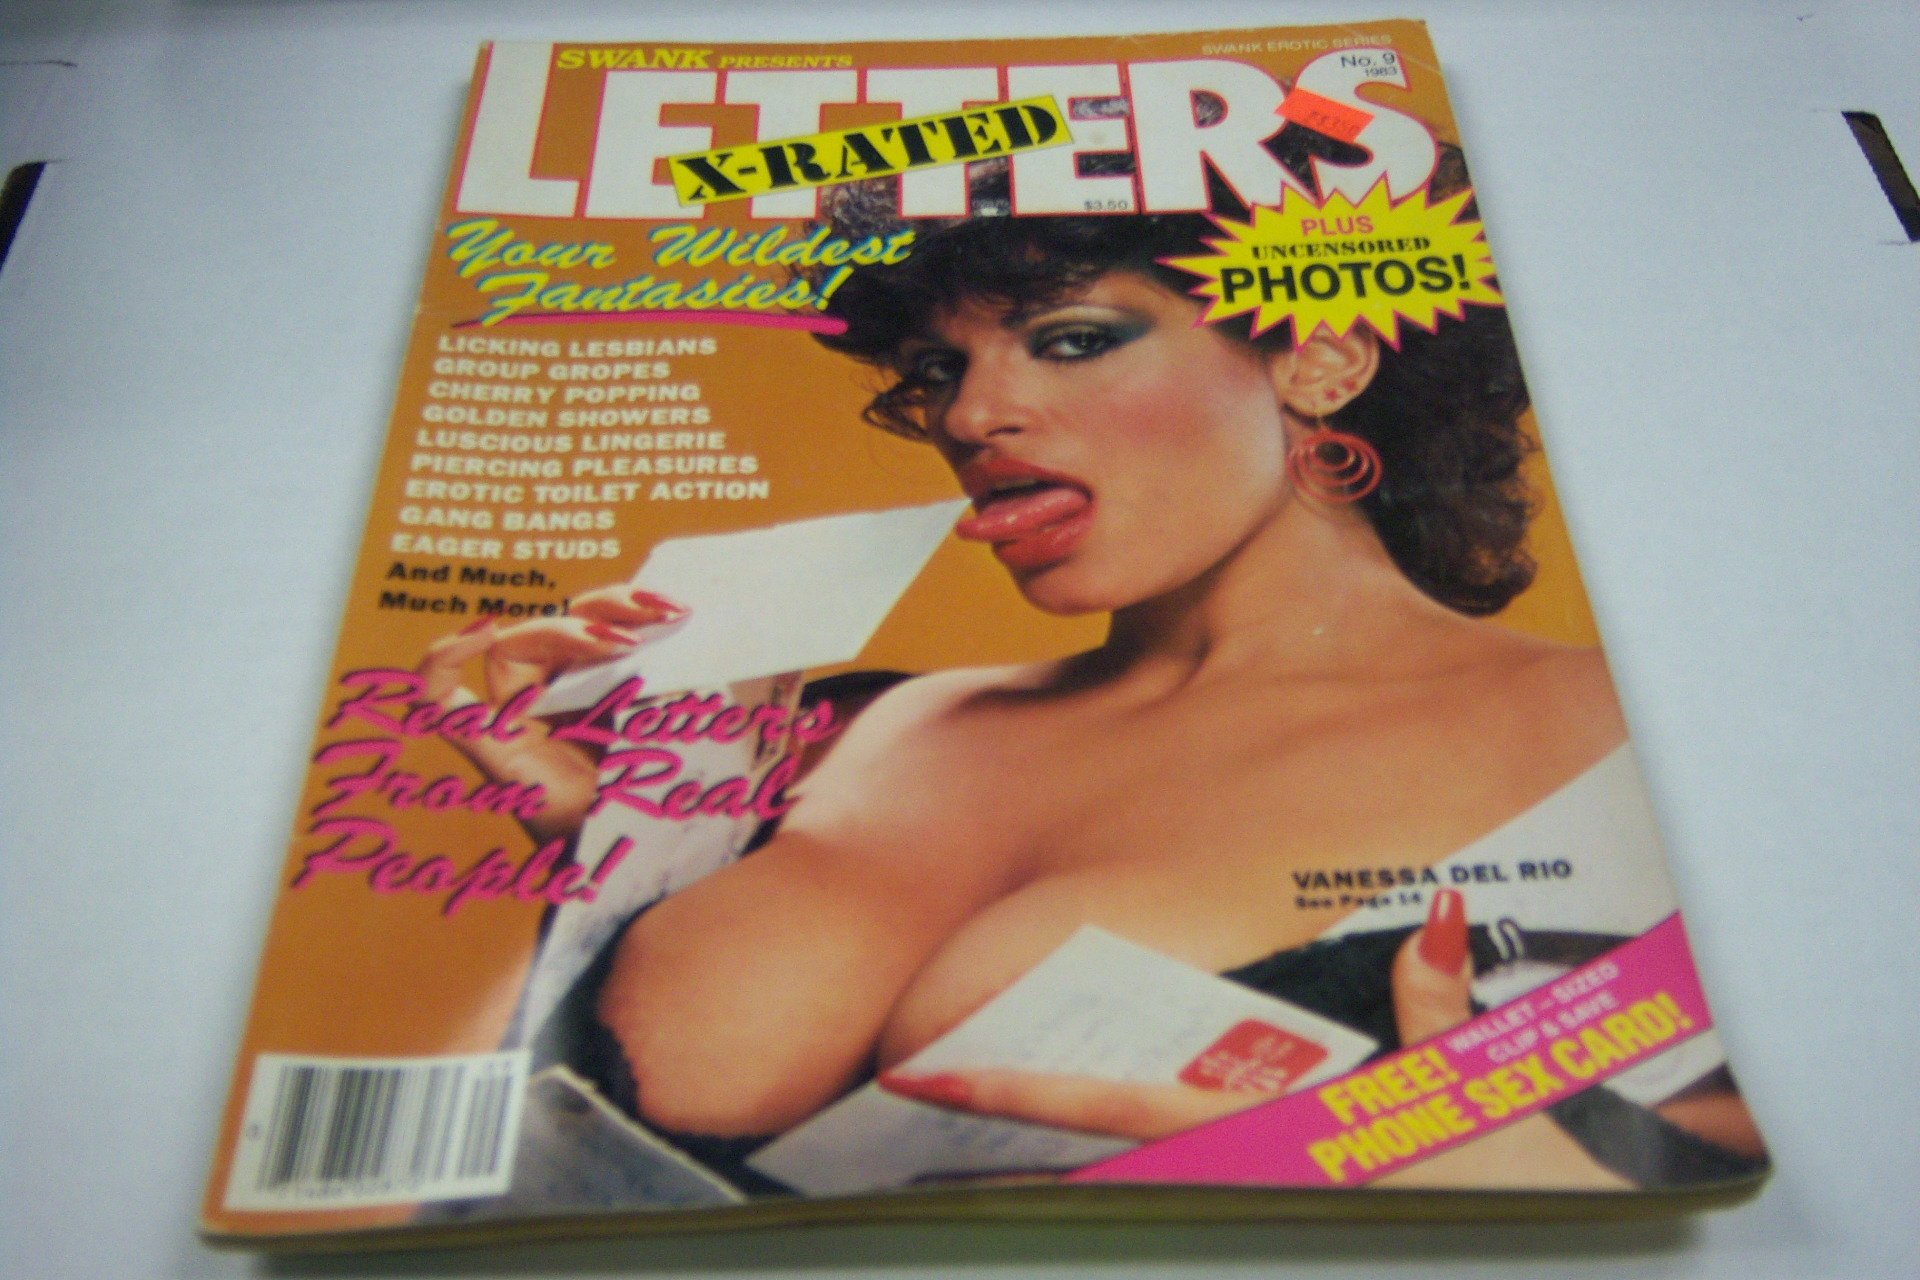 SWANK PRESENTS
SWANK EROTIC SERIES
No. 9
1983
LETTERS
X-RATED
$3.50
PLUS
UNCENSORED
PHOTOS!
Your Wildest
Fantasies!
LICKING LESBIANS
GROUP GROPES
CHERRY POPPING
GOLDEN SHOWERS
LUSCIOUS LINGERIE
PIERCING PLEASURES
EROTIC TOILET ACTION
GANG BANGS
EAGER STUDS
And Much,
Much More!
Real Letters
From Real
People!
VANESSA DEL RIO
See Page 14
FREE! WALLET-SIZED
CLIP & SAVE
PHONE SEX CARD!